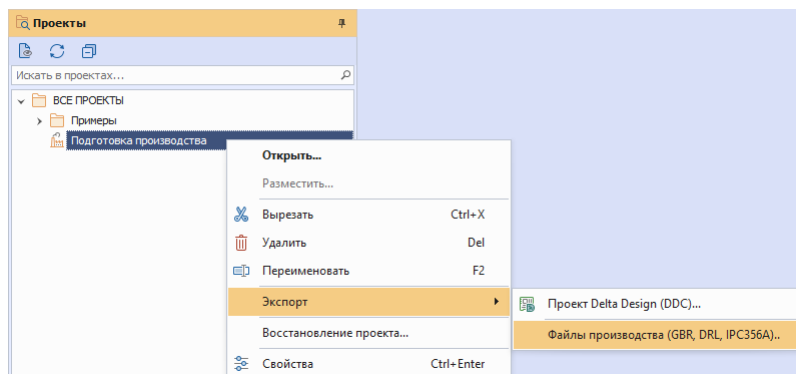 Проекты
Искать в проектах...
ВСЕ ПРОЕКТЫ
Примеры
Подготовка производства
Открыть...
Разместить...
Вырезать Ctrl+X
Удалить Del
Переименовать F2
Экспорт
Проект Delta Design (DDC)...
Восстановление проекта...
Файлы производства (GBR, DRL, IPC356A)..
Свойства Ctrl+Enter